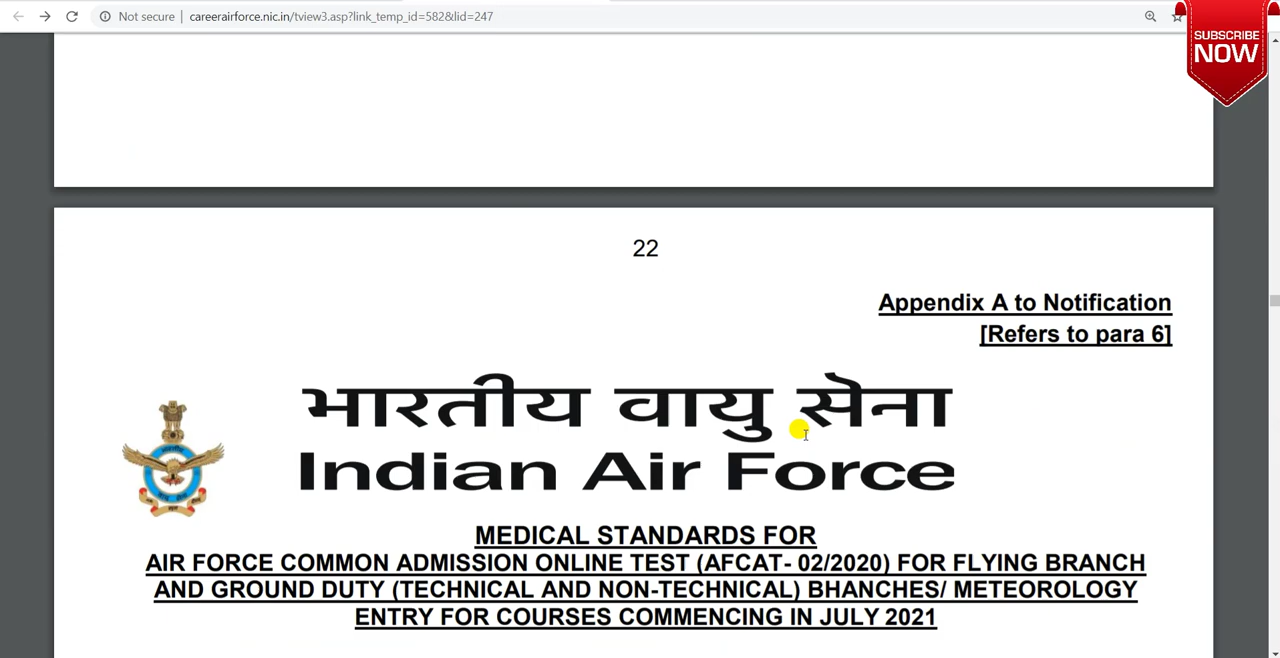 Not secure | careerairforce.nic.in/tview3.asp?link_temp_id=582&lid=247
SUBSCRIBE
NOW
22
Appendix A to Notification
[Refers to para 6]
भारतीय वायु सेना
Indian Air Force
MEDICAL STANDARDS FOR
AIR FORCE COMMON ADMISSION ONLINE TEST (AFCAT- 02/2020) FOR FLYING BRANCH
AND GROUND DUTY (TECHNICAL AND NON-TECHNICAL) BHANCHES/ METEOROLOGY
ENTRY FOR COURSES COMMENCING IN JULY 2021